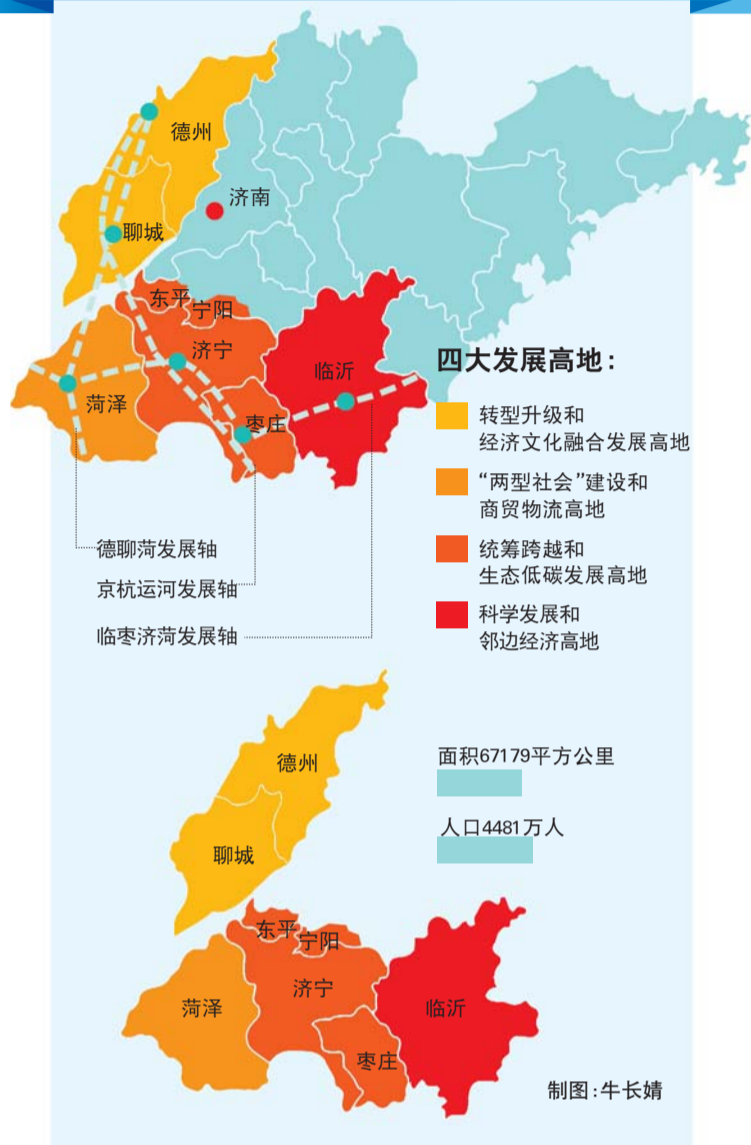 德州
济南
聊城
东平
宁阳
济宁
临沂
菏泽
枣庄
四大发展高地:
转型升级和
经济文化融合发展高地
“两型社会”建设和
商贸物流高地
统筹跨越和
生态低碳发展高地
科学发展和
邻边经济高地
德聊菏发展轴
京杭运河发展轴
临枣济菏发展轴
德州
聊城
面积67179平方公里
人口4481万人
东平
宁阳
济宁
菏泽
临沂
枣庄
制图:牛长婧